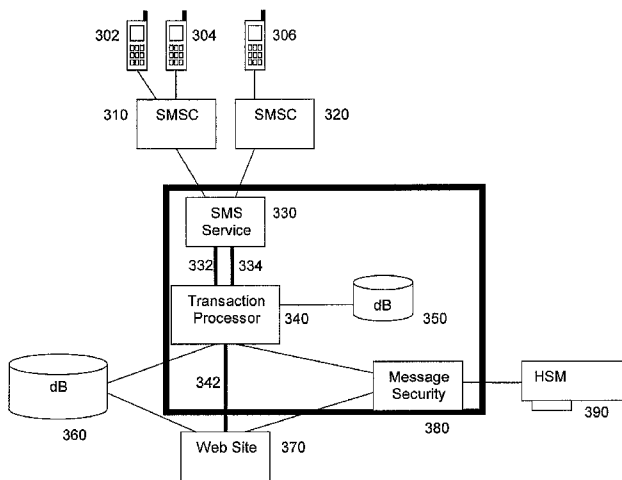 302
304
306
310
SMSC
SMSC
320
SMS
Service
330
332
334
Transaction
Processor
340
dB
350
dB
360
342
Message
Security
380
HSM
390
Web Site
370